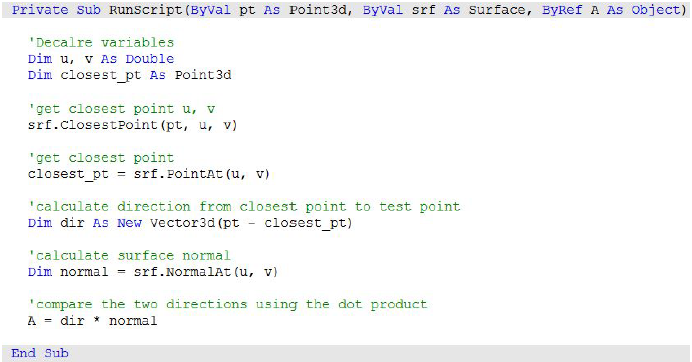 Private Sub RunScript(ByVal pt As Point3d, ByVal srf As Surface, ByRef A As Object)
'Decalre variables
Dim u, v As Double
Dim closest_pt As Point3d
'get closest point u, v
srf.ClosestPoint(pt, u, v)
'get closest point
closest_pt = srf.PointAt(u, v)
'calculate direction from closest point to test point
Dim dir As New Vector3d(pt - closest_pt)
'calculate surface normal
Dim normal = srf.NormalAt(u, v)
'compare the two directions using the dot product
A = dir * normal
End Sub